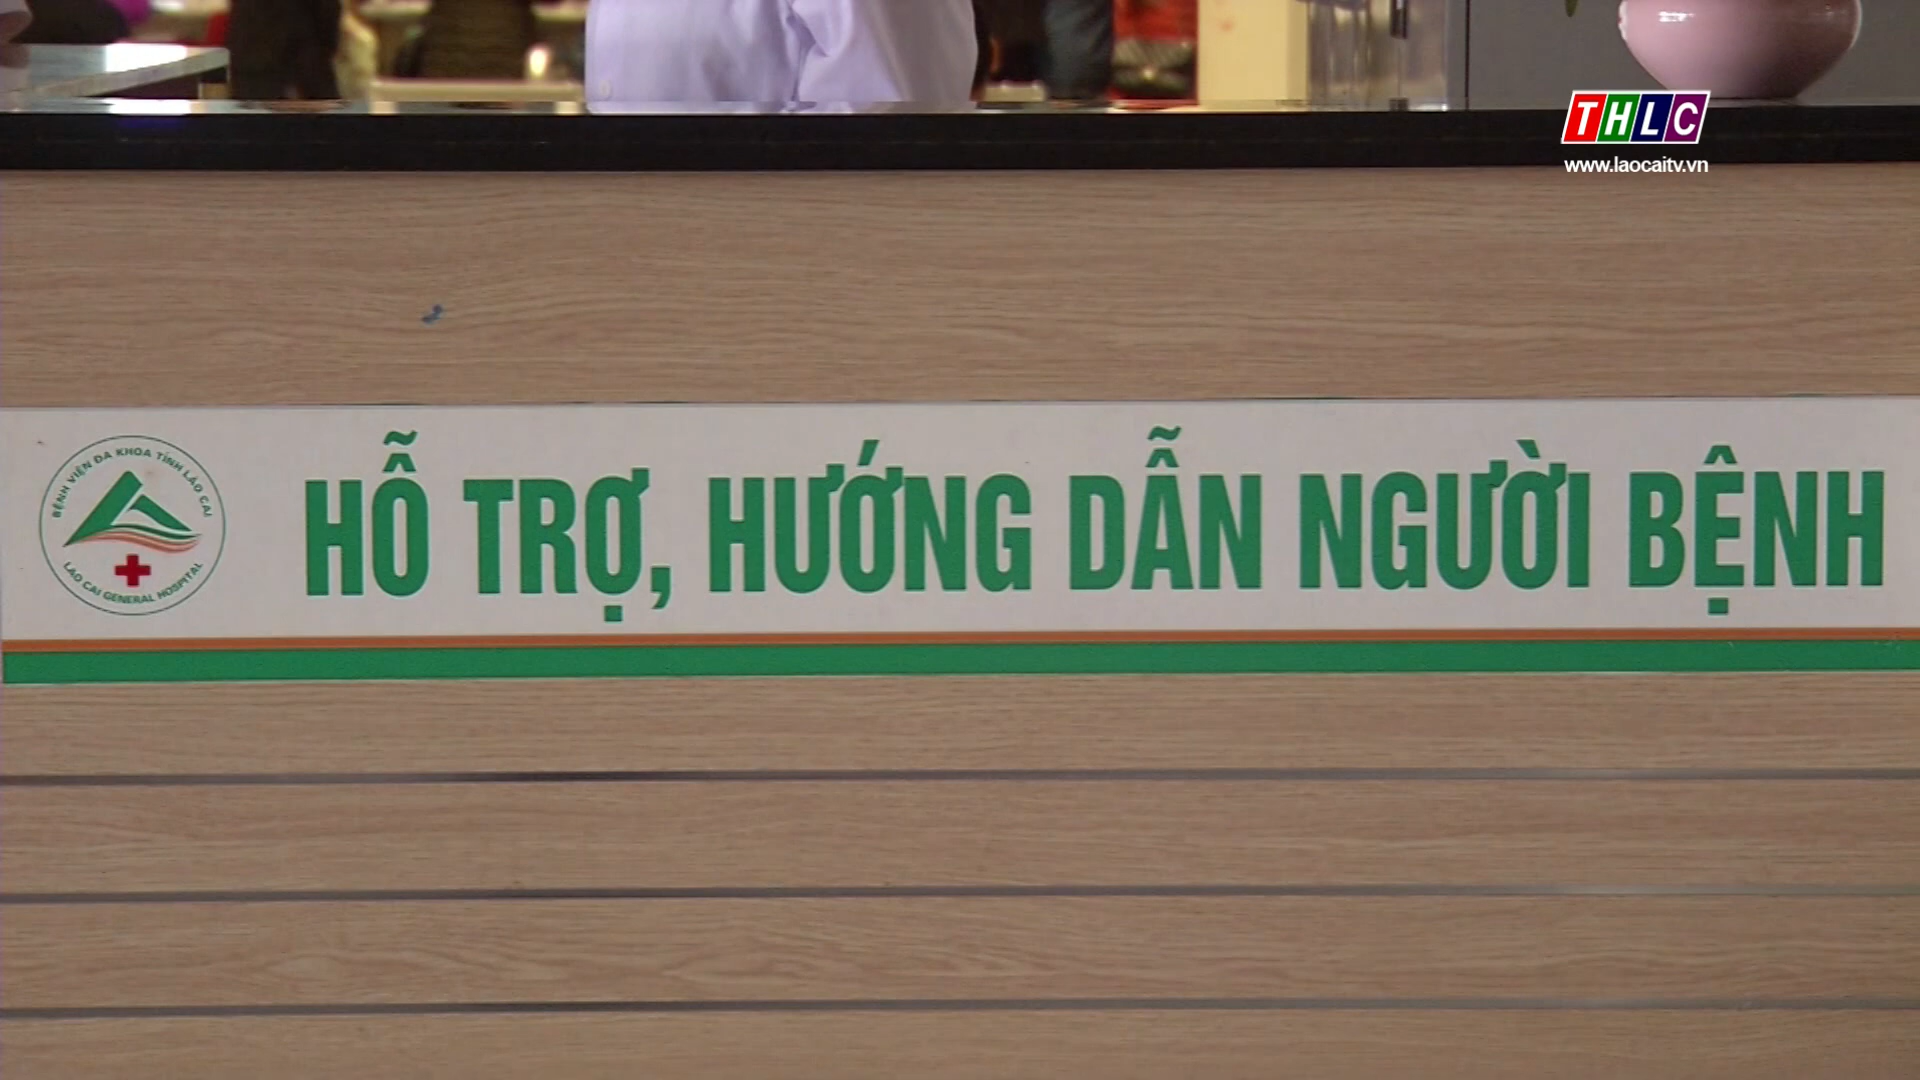 THLC
www.laocaitv.vn
BỆNH VIỆN ĐA KHOA TỈNH LÀO CAI
LAO CAI GENERAL HOSPITAL
HỖ TRỢ, HƯỚNG DẪN NGƯỜI BỆNH